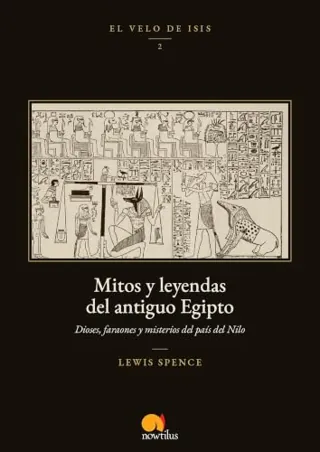 EL VELO DE ISIS
2
Mitos y leyendas
del antiguo Egipto
Dioses, faraones y misterios del país del Nilo
LEWIS SPENCE
nowtilus